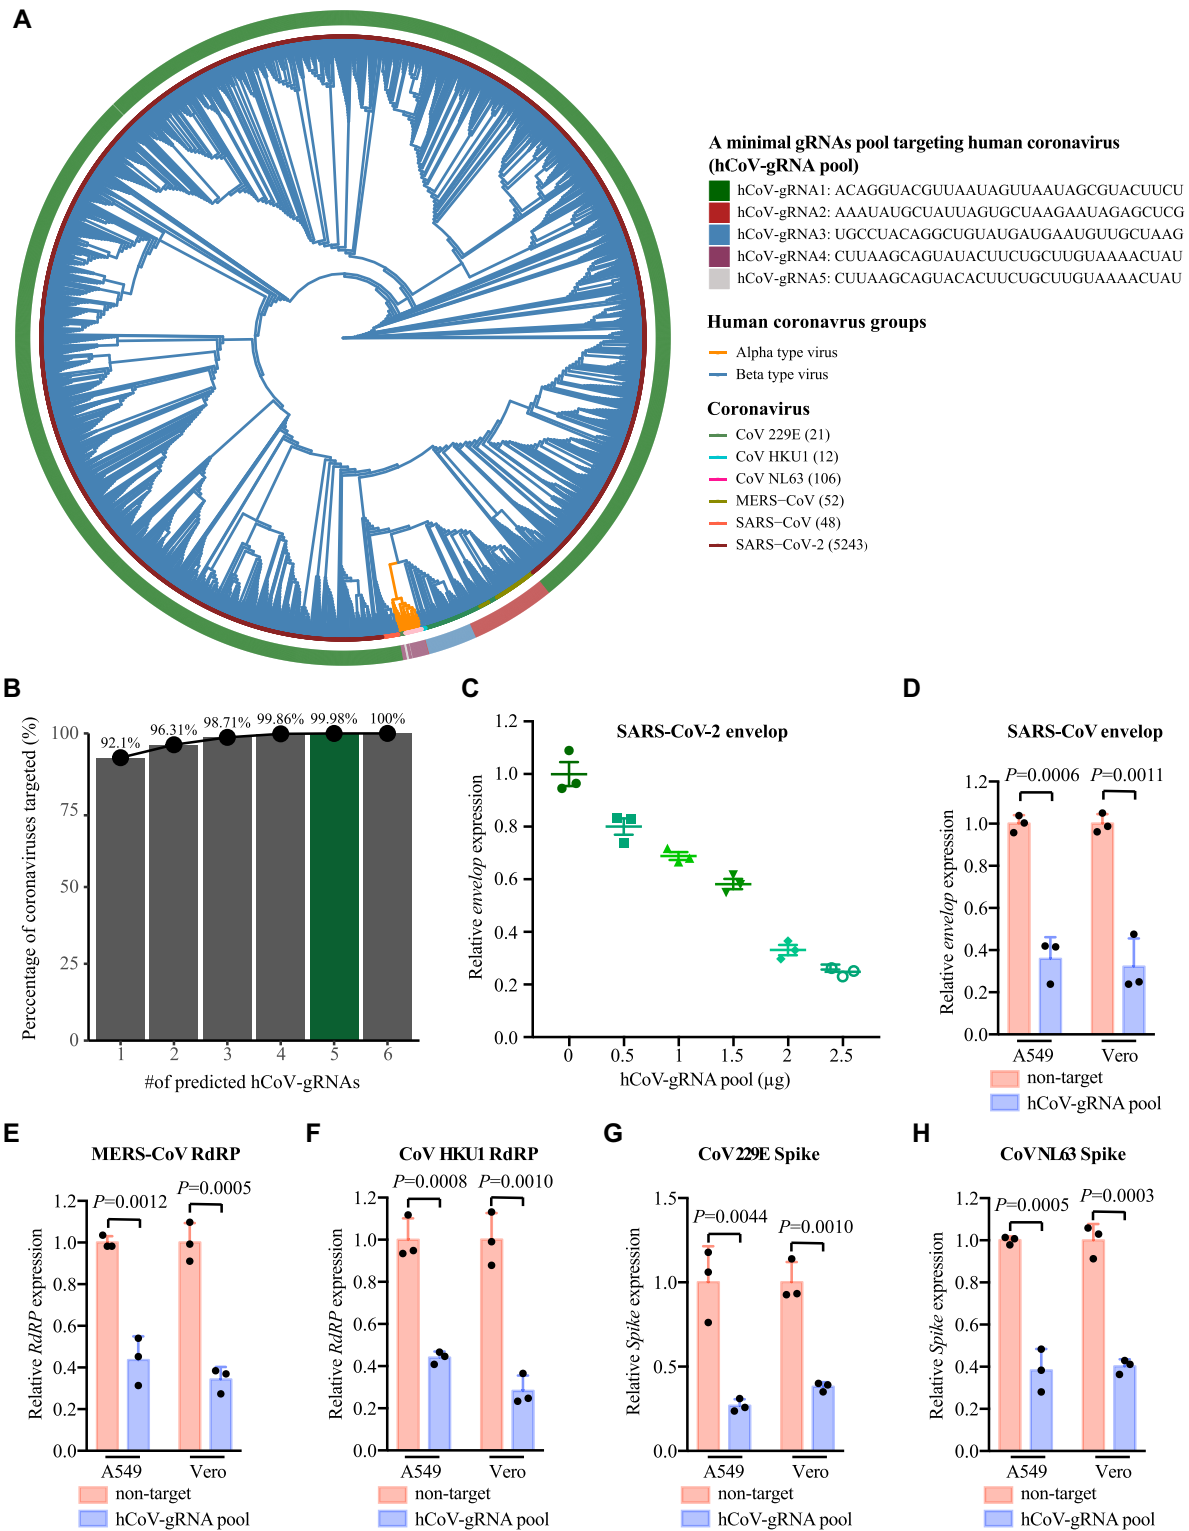 A
A minimal gRNAs pool targeting human coronavirus
(hCoV-gRNA pool)
hCoV-gRNA1: ACAGGUACGUUAAUAGUUAAUAGCGUACUUCU
hCoV-gRNA2: AAAUAUGCUAUUAGUGCUAAGAAUAGAGCUCG
hCoV-gRNA3: UGCCUACAGGCUGUAUGAUGAAUGUUGCUAAG
hCoV-gRNA4: CUUAAGCAGUAUACUUCUGCUUGUAAAACUAU
hCoV-gRNA5: CUUAAGCAGUACACUUCUGCUUGUAAAACUAU
Human coronavrus groups
Alpha type virus
Beta type virus
Coronavirus
CoV 229E (21)
CoV HKU1 (12)
CoV NL63 (106)
MERS−CoV (52)
SARS−CoV (48)
SARS−CoV-2 (5243)
B
Perccentage of coronaviruses targeted (%)
100
75
50
25
0
92.1%
96.31%
98.71%
99.86%
99.98%
100%
1
2
3
4
5
6
#of predicted hCoV-gRNAs
C
SARS-CoV-2 envelop
Relative envelop expression
1.2
1.0
0.8
0.6
0.4
0.2
0.0
0
0.5
1
1.5
2
2.5
hCoV-gRNA pool (μg)
D
SARS-CoV envelop
P=0.0006
P=0.0011
Relative envelop expression
1.2
1.0
0.8
0.6
0.4
0.2
0.0
A549
Vero
non-target
hCoV-gRNA pool
E
MERS-CoV RdRP
P=0.0012
P=0.0005
Relative RdRP expression
1.2
1.0
0.8
0.6
0.4
0.2
0.0
A549
Vero
non-target
hCoV-gRNA pool
F
CoV HKU1 RdRP
P=0.0008
P=0.0010
Relative RdRP expression
1.2
1.0
0.8
0.6
0.4
0.2
0.0
A549
Vero
non-target
hCoV-gRNA pool
G
CoV 229E Spike
P=0.0044
P=0.0010
Relative Spike expression
1.5
1.0
0.5
0.0
A549
Vero
non-target
hCoV-gRNA pool
H
CoV NL63 Spike
P=0.0005
P=0.0003
Relative Spike expression
1.2
1.0
0.8
0.6
0.4
0.2
0.0
A549
Vero
non-target
hCoV-gRNA pool